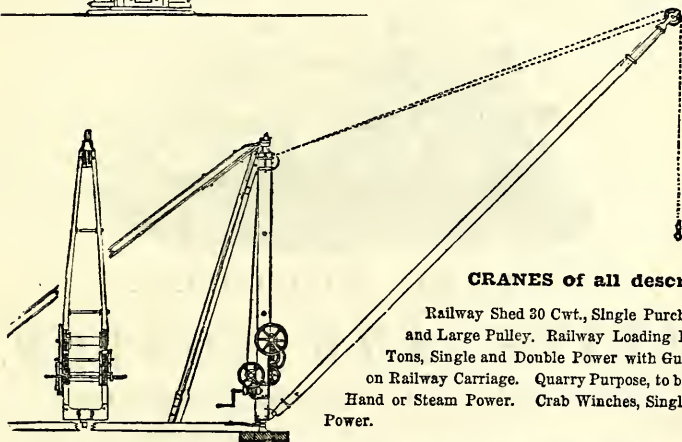 CRANES of all descr
Railway Shed 30 Cwt., Single Purch
and Large Pulley. Railway Loading
Tons, Single and Double Power with Gu
on Railway Carriage. Quarry Purpose, to b
Hand or Steam Power. Crab Winches, Singl
Power.